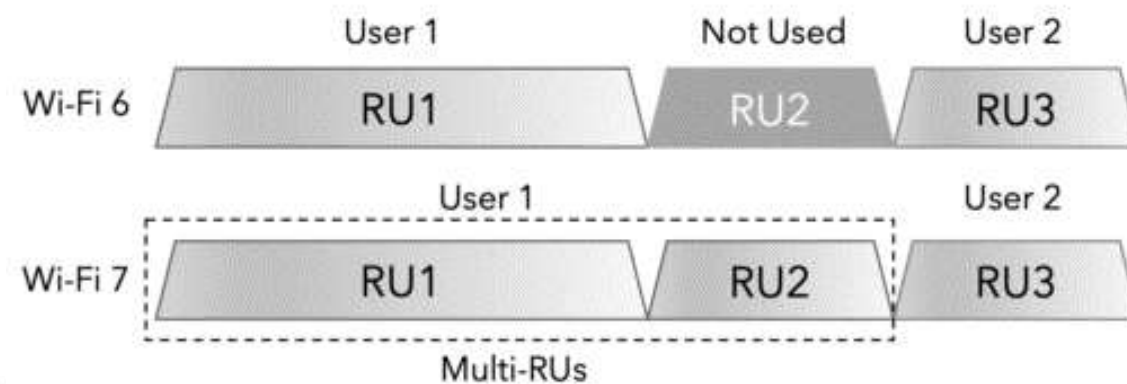 User 1 Not Used User 2
Wi-Fi 6 RU1 RU2 RU3
User 1 User 2
Wi-Fi 7 RU1 RU2 RU3
Multi-RUs